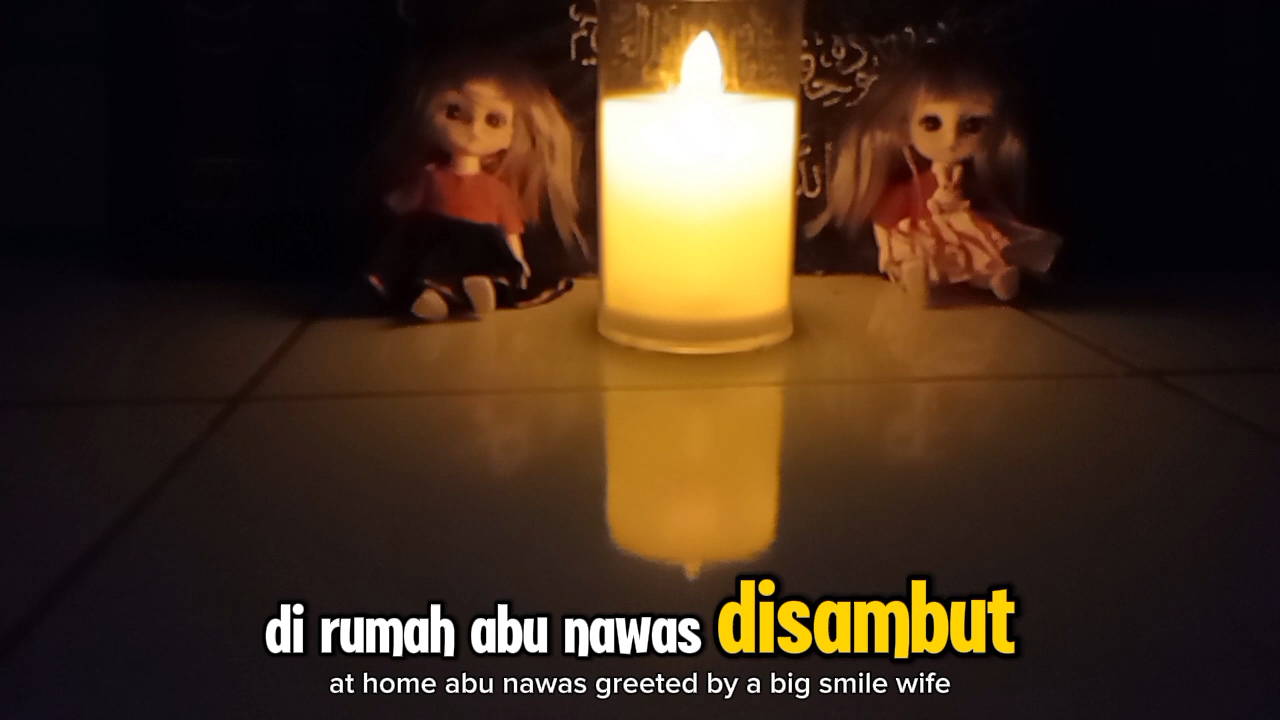 di rumah abu nawas disambut
at home abu nawas greeted by a big smile wife